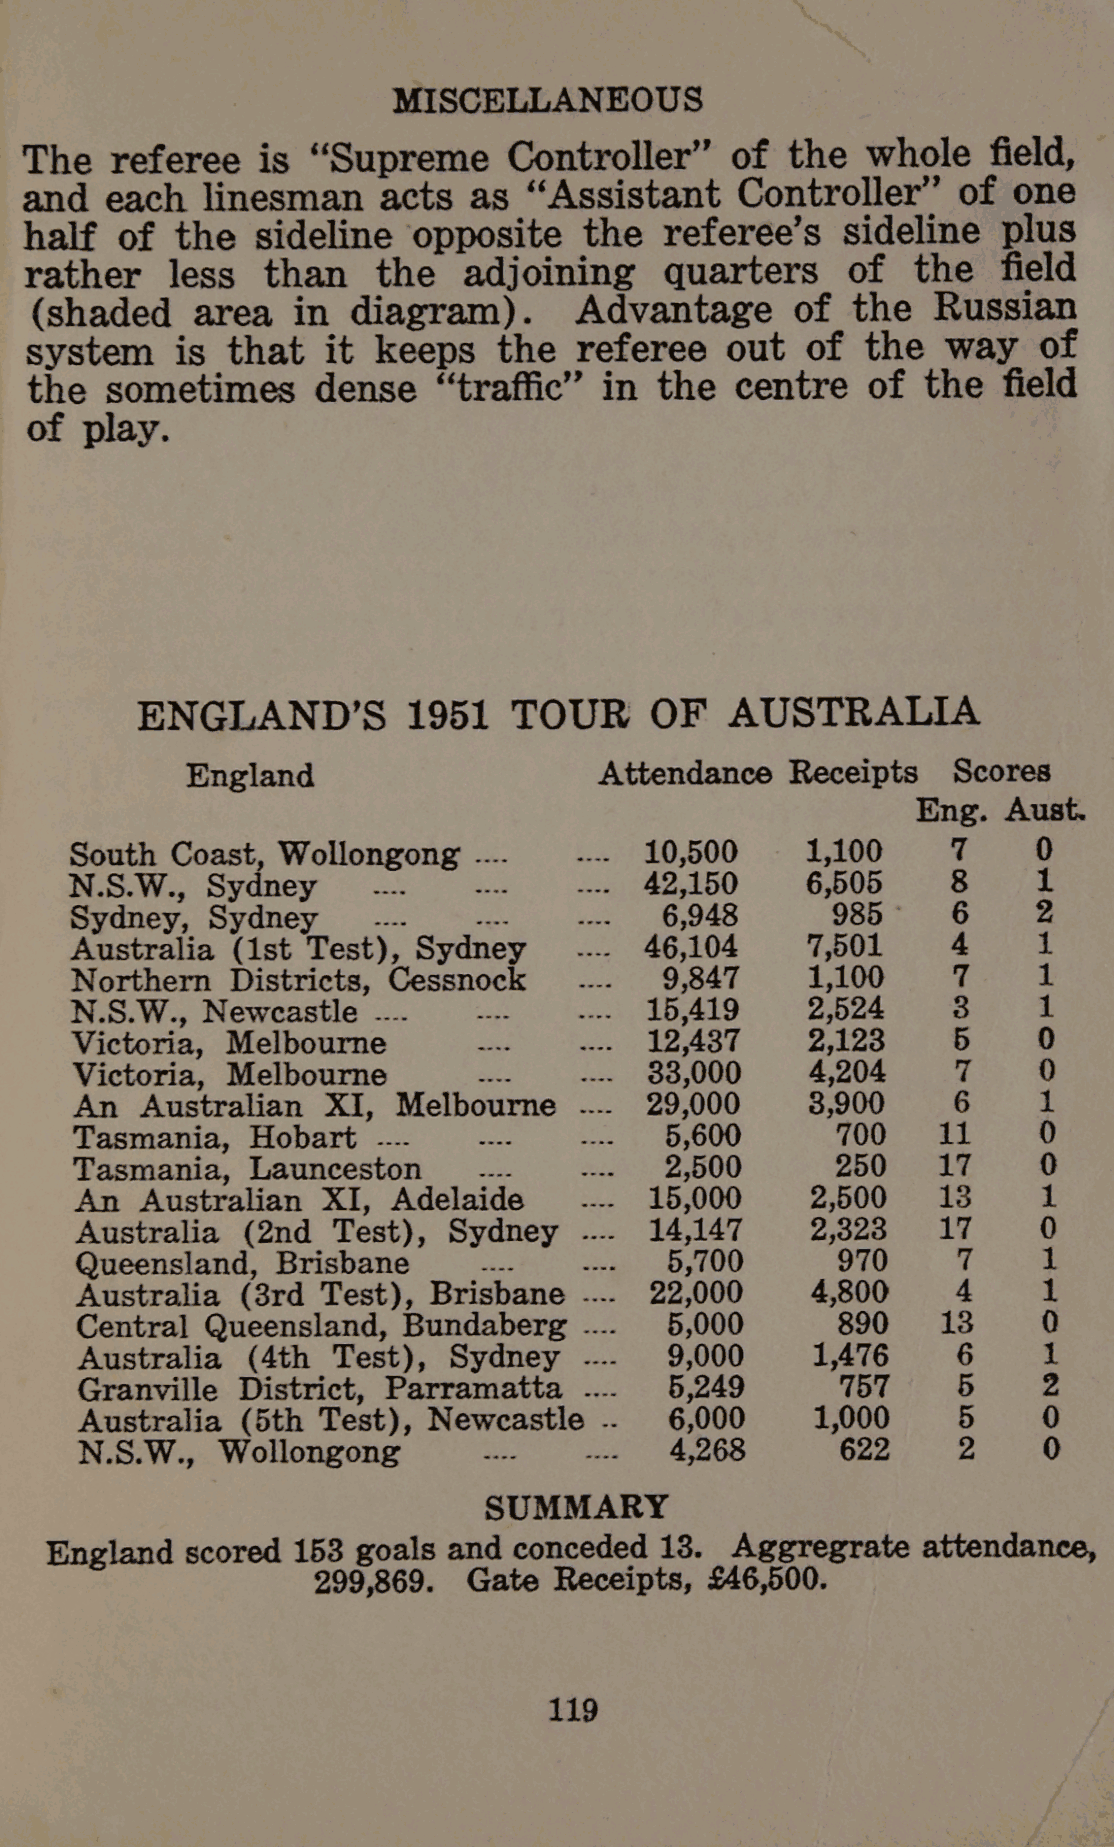 MISCELLANEOUS
The referee is “Supreme Controller” of the whole field,
and each linesman acts as “Assistant Controller” of one
half of the sideline opposite the referee’s sideline plus
rather less than the adjoining quarters of the field
(shaded area in diagram). Advantage of the Russian
system is that it keeps the referee out of the way of
the sometimes dense “traffic” in the centre of the field
of play.
ENGLAND’S 1951 TOUR OF AUSTRALIA
England Attendance Receipts Scores
Eng. Aust.
South Coast, Wollongong .... .... 10,500 1,100 7 0
N.S.W., Sydney .... .... .... 42,150 6,505 8 1
Sydney, Sydney .... .... .... 6,948 985 6 2
Australia (1st Test), Sydney .... 46,104 7,501 4 1
Northern Districts, Cessnock .... 9,847 1,100 7 1
N.S.W., Newcastle .... .... .... 15,419 2,524 3 1
Victoria, Melbourne .... .... 12,437 2,123 5 0
Victoria, Melbourne .... .... 33,000 4,204 7 0
An Australian XI, Melbourne .... 29,000 3,900 6 1
Tasmania, Hobart .... .... .... 5,600 700 11 0
Tasmania, Launceston .... .... 2,500 250 17 0
An Australian XI, Adelaide .... 15,000 2,500 13 1
Australia (2nd Test), Sydney .... 14,147 2,323 17 0
Queensland, Brisbane .... .... 5,700 970 7 1
Australia (3rd Test), Brisbane .... 22,000 4,800 4 1
Central Queensland, Bundaberg .... 5,000 890 13 0
Australia (4th Test), Sydney .... 9,000 1,476 6 1
Granville District, Parramatta .... 5,249 757 5 2
Australia (5th Test), Newcastle .. 6,000 1,000 5 0
N.S.W., Wollongong .... .... 4,268 622 2 0
SUMMARY
England scored 153 goals and conceded 13. Aggregrate attendance,
299,869. Gate Receipts, £46,500.
119